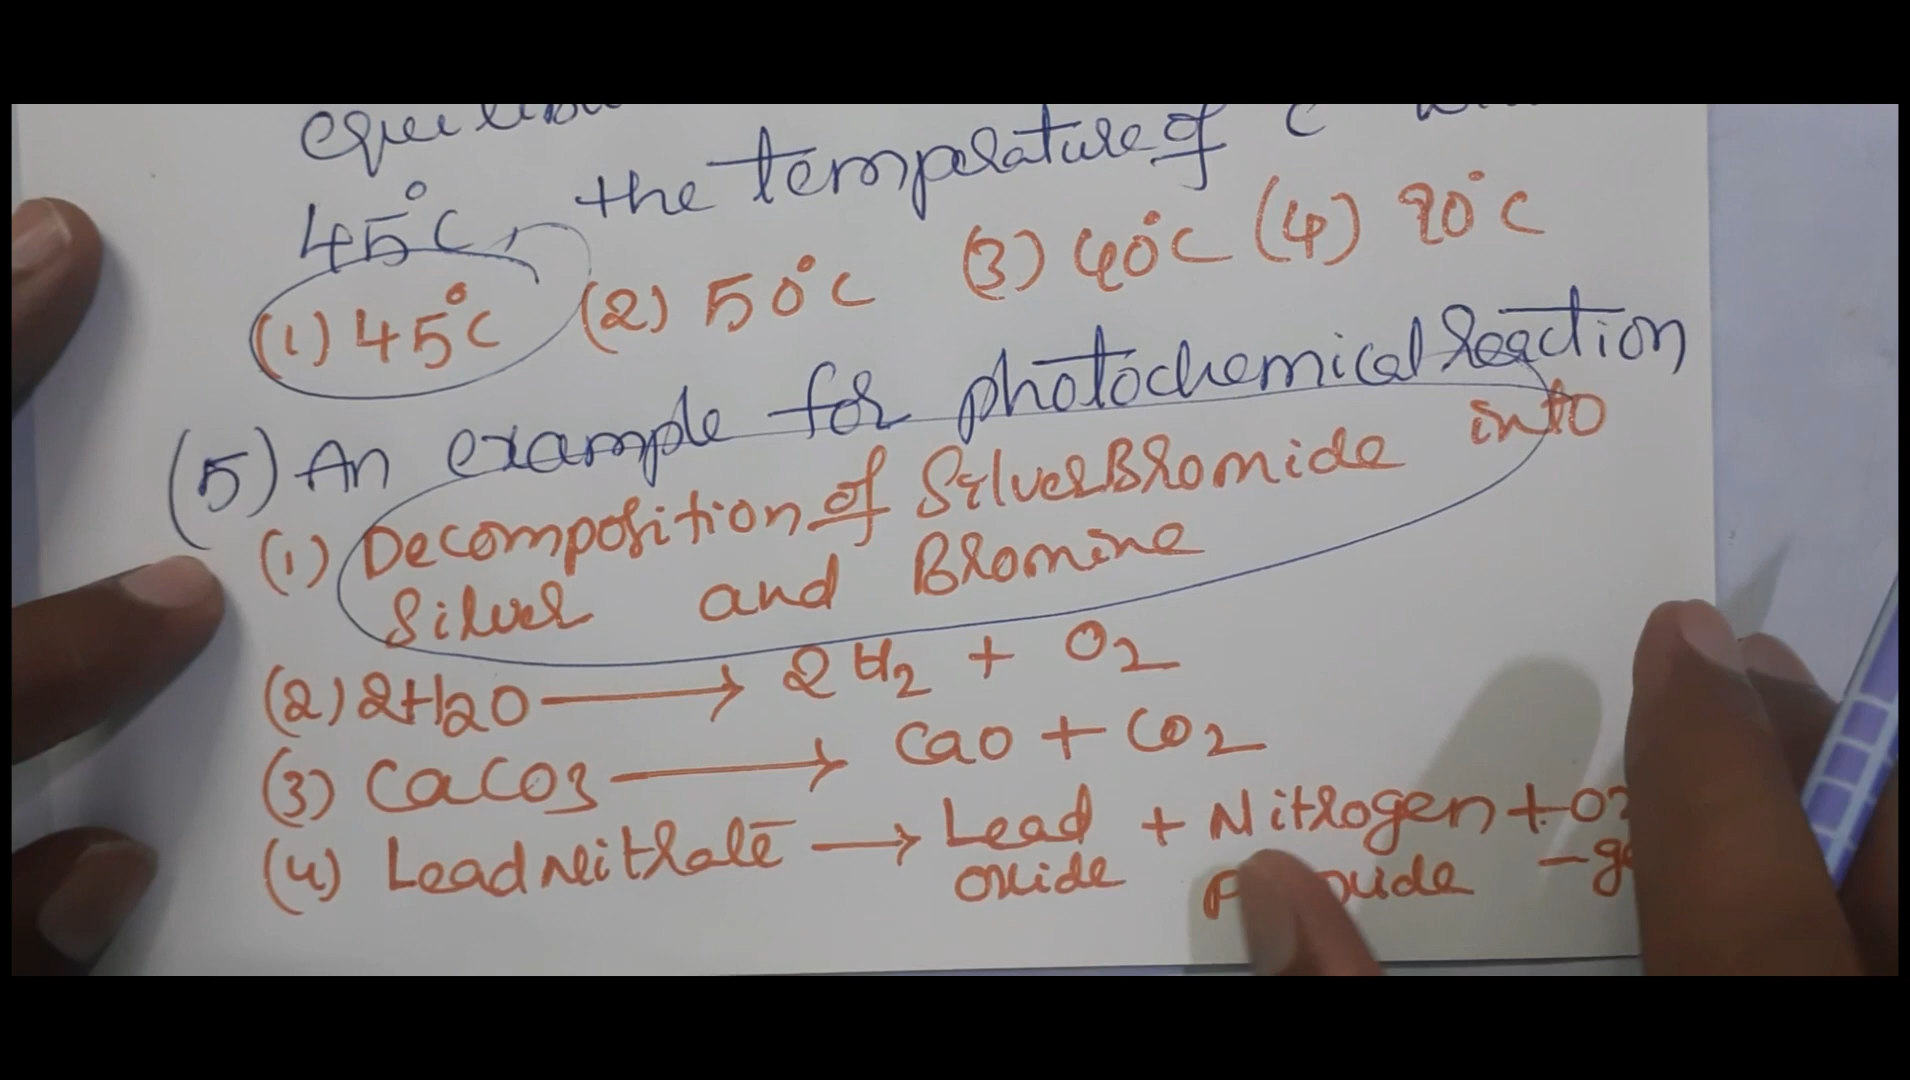 45°C, the temperature of C
(1) 45°C (2) 50°C (3) 40°C (4) 90°C
(5) An example for photochemical reaction
(1) Decomposition of Silver Bromide into
Silver and Bromine
(2) 2H2O → 2H2 + O2
(3) CaCO3 → CaO + CO2
(4) Lead Nitrate → Lead + Nitrogen + O2
oxide